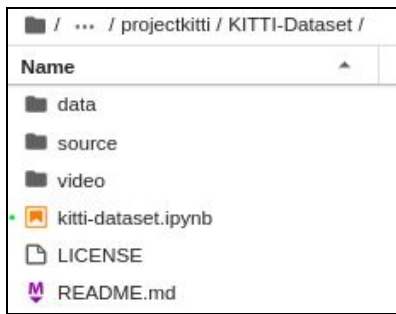 / ... / projectkitti / KITTI-Dataset /
Name
data
source
video
kitti-dataset.ipynb
LICENSE
README.md